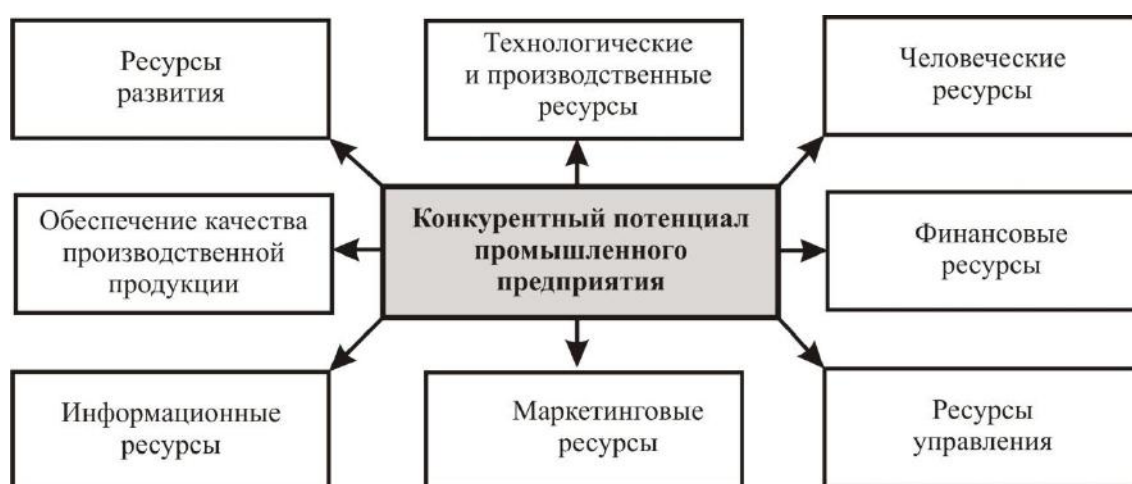 Ресурсы
развития
Технологические
и производственные
ресурсы
Человеческие
ресурсы
Обеспечение качества
производственной
продукции
Конкурентный потенциал
промышленного
предприятия
Финансовые
ресурсы
Информационные
ресурсы
Маркетинговые
ресурсы
Ресурсы
управления